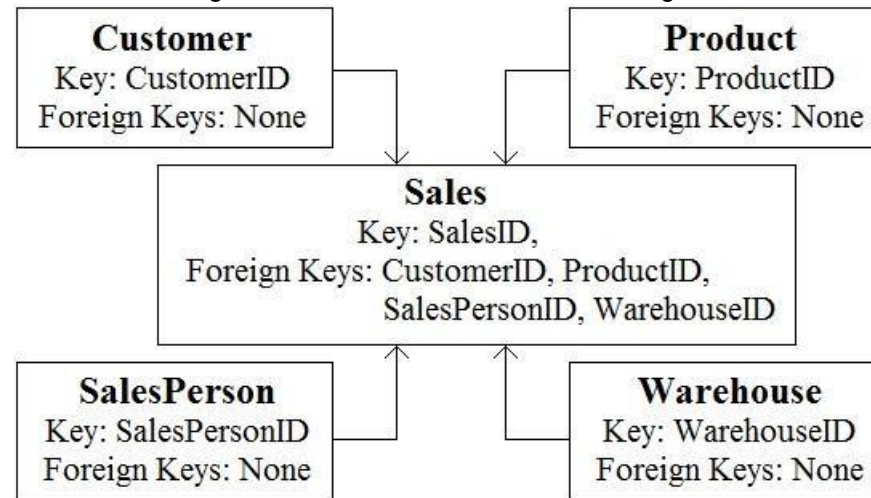 Customer
Key: CustomerID
Foreign Keys: None
Product
Key: ProductID
Foreign Keys: None
Sales
Key: SalesID,
Foreign Keys: CustomerID, ProductID,
SalesPersonID, WarehouseID
SalesPerson
Key: SalesPersonID
Foreign Keys: None
Warehouse
Key: WarehouseID
Foreign Keys: None